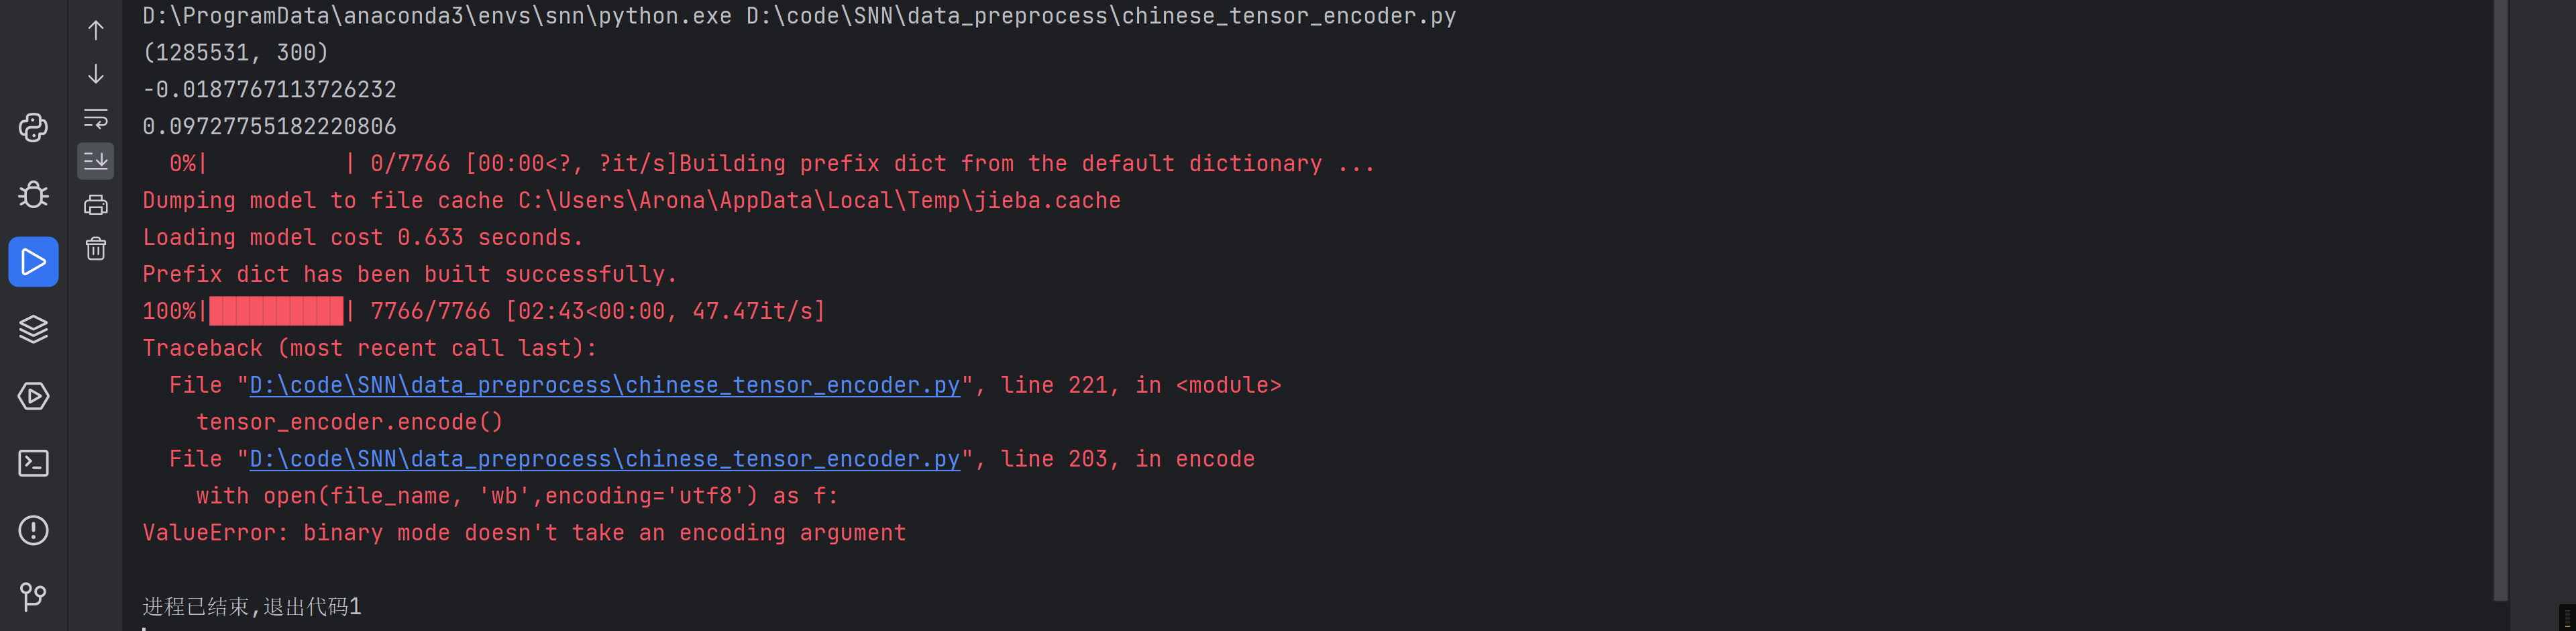 D:\ProgramData\anaconda3\envs\snn\python.exe D:\code\SNN\data_preprocess\chinese_tensor_encoder.py
(1285531, 300)
-0.0187767113726232
0.09727755182220806
  0%|          | 0/7766 [00:00<?, ?it/s]Building prefix dict from the default dictionary ...
Dumping model to file cache C:\Users\Arona\AppData\Local\Temp\jieba.cache
Loading model cost 0.633 seconds.
Prefix dict has been built successfully.
100%|██████████| 7766/7766 [02:43<00:00, 47.47it/s]
Traceback (most recent call last):
  File "D:\code\SNN\data_preprocess\chinese_tensor_encoder.py", line 221, in <module>
    tensor_encoder.encode()
  File "D:\code\SNN\data_preprocess\chinese_tensor_encoder.py", line 203, in encode
    with open(file_name, 'wb',encoding='utf8') as f:
ValueError: binary mode doesn't take an encoding argument
进程已结束,退出代码1